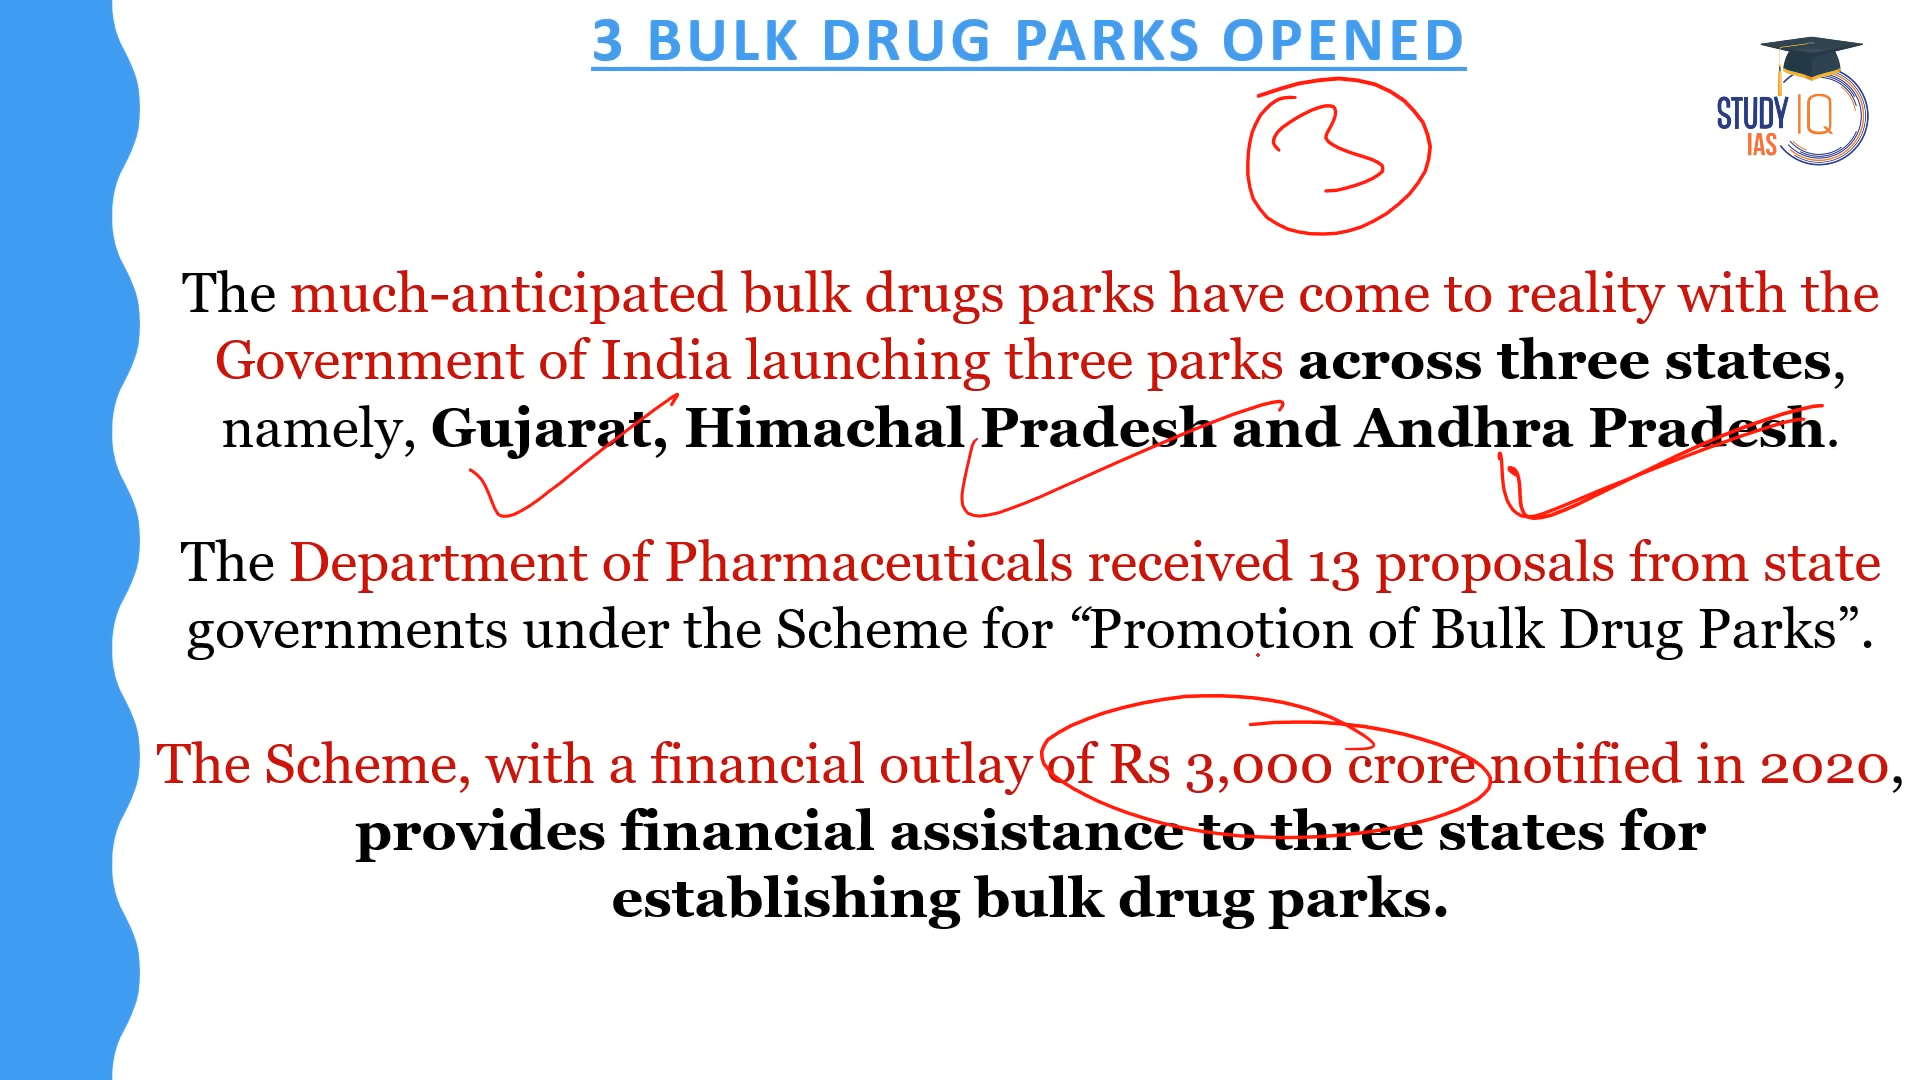 3 BULK DRUG PARKS OPENED
STUDY IQ
IAS
3
The much-anticipated bulk drugs parks have come to reality with the
Government of India launching three parks across three states,
namely, Gujarat, Himachal Pradesh and Andhra Pradesh.
The Department of Pharmaceuticals received 13 proposals from state
governments under the Scheme for “Promotion of Bulk Drug Parks”.
The Scheme, with a financial outlay of Rs 3,000 crore notified in 2020,
provides financial assistance to three states for
establishing bulk drug parks.